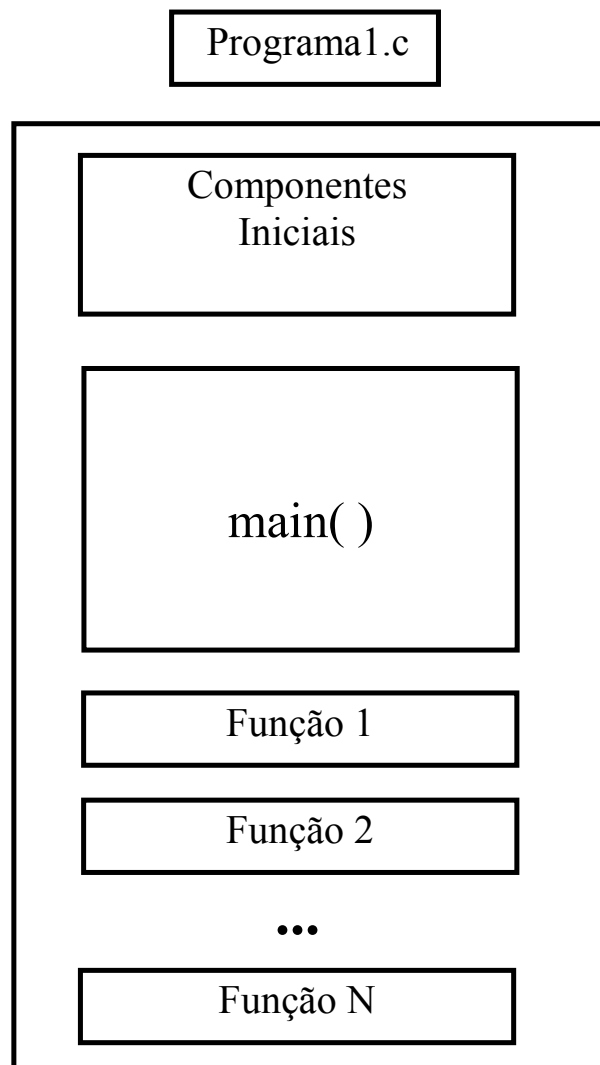 Programa1.c
Componentes
Iniciais
main( )
Função 1
Função 2
...
Função N